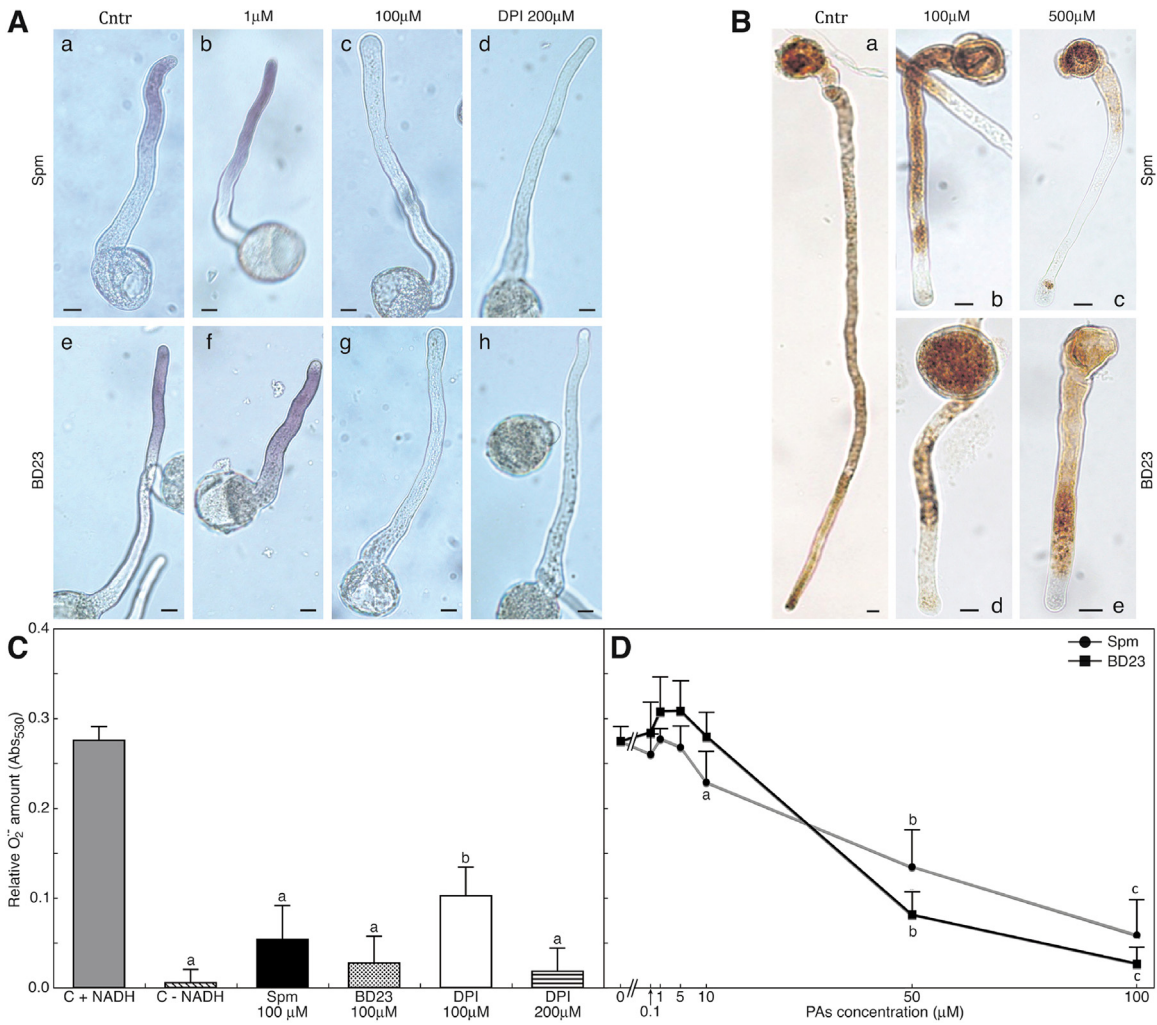 A Cntr 1μM 100μM DPI 200μM
a b c d
Spm
e f g h
BD23
B Cntr 100μM 500μM
a b c
Spm
d e
BD23
C
Relative O₂·⁻ amount (Abs530)
0.4
0.3
0.2
0.1
0.0
a a a b a
C + NADH C - NADH Spm BD23 DPI DPI
100 μM 100μM 100μM 200μM
D
Spm
BD23
a b c
b c
0 1 5 10 50 100
0.1 PAs concentration (μM)